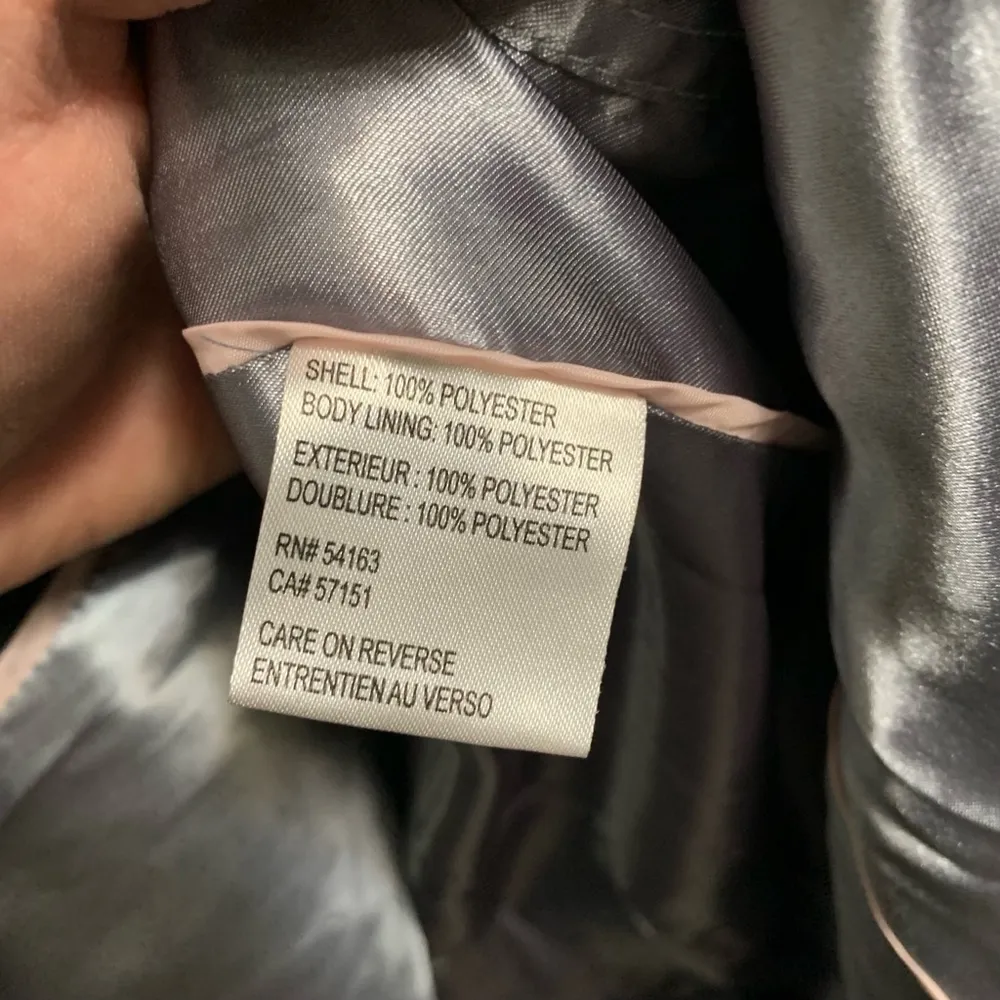 SHELL: 100% POLYESTER
BODY LINING: 100% POLYESTER
EXTERIEUR : 100% POLYESTER
DOUBLURE : 100% POLYESTER
RN# 54163
CA# 57151
CARE ON REVERSE
ENTRENTIEN AU VERSO